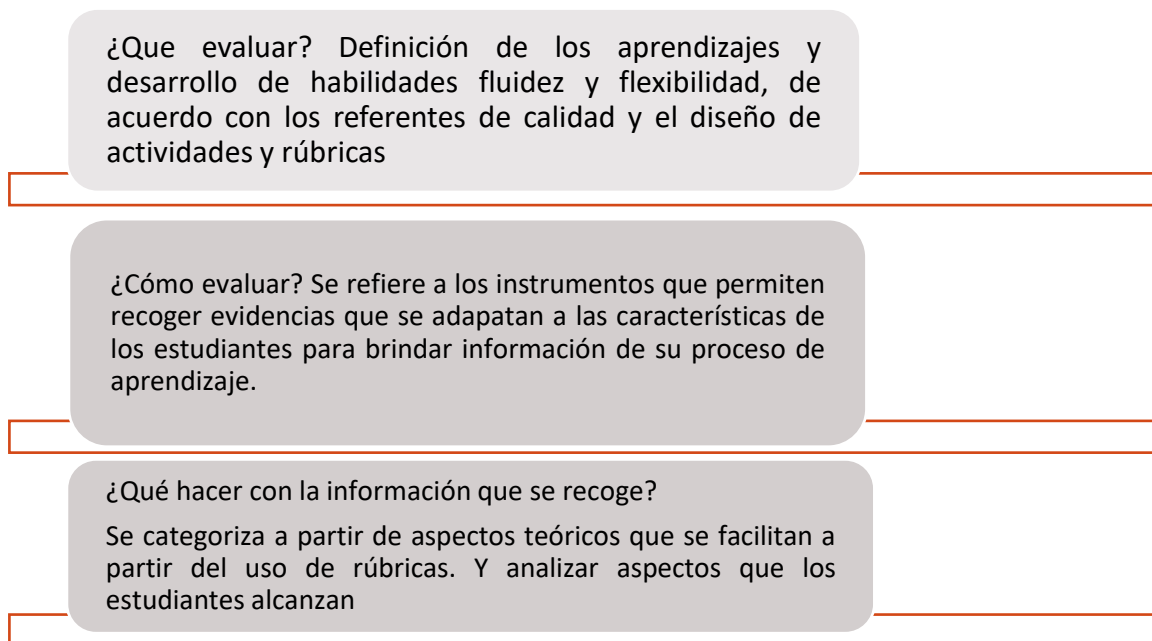 ¿Que evaluar? Definición de los aprendizajes y
desarrollo de habilidades fluidez y flexibilidad, de
acuerdo con los referentes de calidad y el diseño de
actividades y rúbricas
¿Cómo evaluar? Se refiere a los instrumentos que permiten
recoger evidencias que se adapatan a las características de
los estudiantes para brindar información de su proceso de
aprendizaje.
¿Qué hacer con la información que se recoge?
Se categoriza a partir de aspectos teóricos que se facilitan a
partir del uso de rúbricas. Y analizar aspectos que los
estudiantes alcanzan